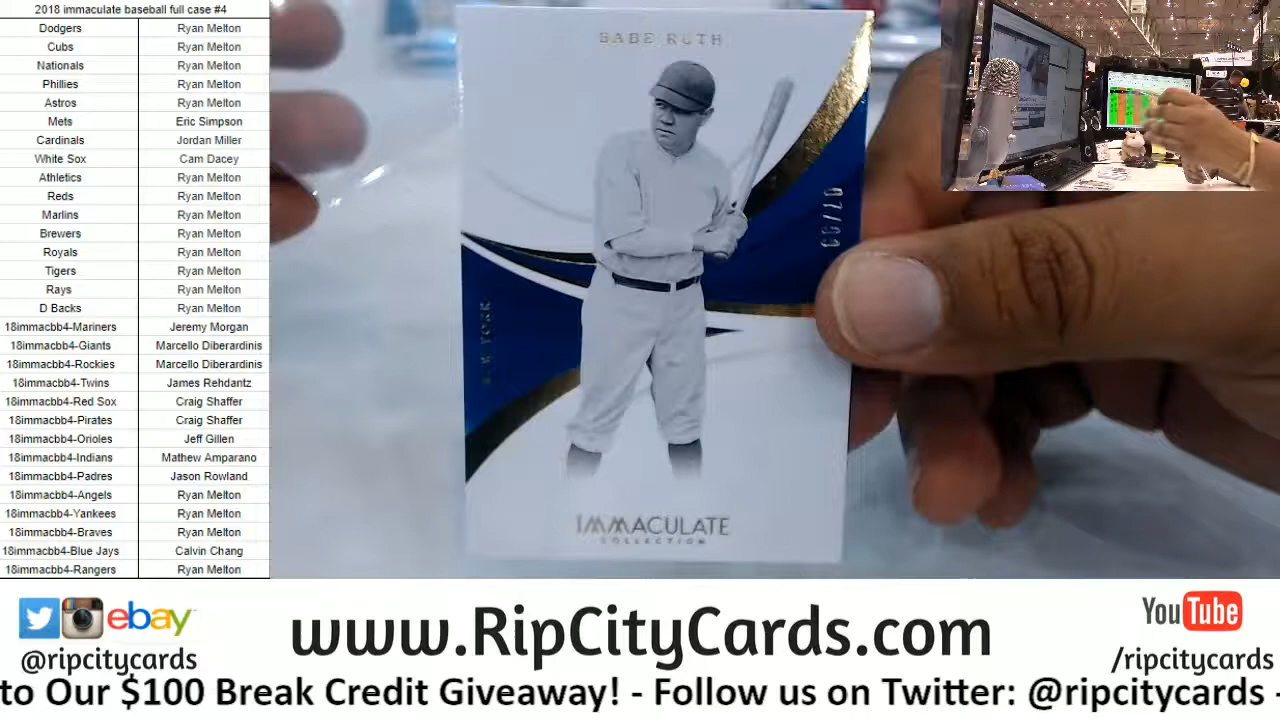 2018 immaculate baseball full case #4
Dodgers Ryan Melton
Cubs Ryan Melton
Nationals Ryan Melton
Phillies Ryan Melton
Astros Ryan Melton
Mets Eric Simpson
Cardinals Jordan Miller
White Sox Cam Dacey
Athletics Ryan Melton
Reds Ryan Melton
Marlins Ryan Melton
Brewers Ryan Melton
Royals Ryan Melton
Tigers Ryan Melton
Rays Ryan Melton
D Backs Ryan Melton
18immacbb4-Mariners Jeremy Morgan
18immacbb4-Giants Marcello Diberardinis
18immacbb4-Rockies Marcello Diberardinis
18immacbb4-Twins James Rehdantz
18immacbb4-Red Sox Craig Shaffer
18immacbb4-Pirates Craig Shaffer
18immacbb4-Orioles Jeff Gillen
18immacbb4-Indians Mathew Amparano
18immacbb4-Padres Jason Rowland
18immacbb4-Angels Ryan Melton
18immacbb4-Yankees Ryan Melton
18immacbb4-Braves Ryan Melton
18immacbb4-Blue Jays Calvin Chang
18immacbb4-Rangers Ryan Melton
BABE RUTH
NEW YORK
IMMACULATE
COLLECTION
ebay
@ripcitycards
www.RipCityCards.com
YouTube
/ripcitycards
to Our $100 Break Credit Giveaway! - Follow us on Twitter: @ripcitycards -